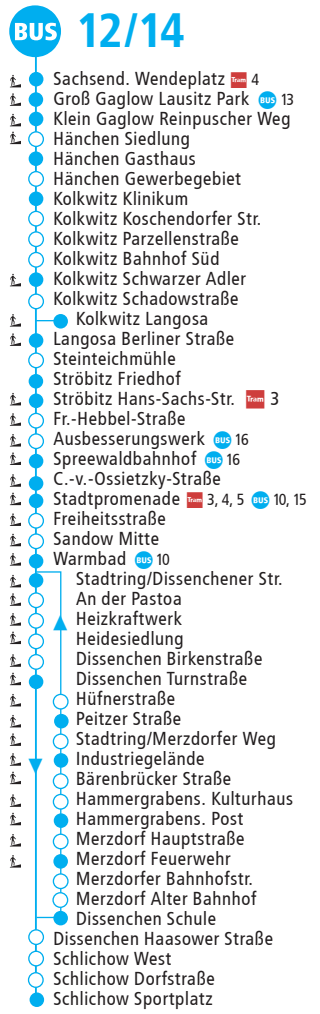 BUS 12/14
Sachsend. Wendeplatz Tram 4
Groß Gaglow Lausitz Park BUS 13
Klein Gaglow Reinpuscher Weg
Hänchen Siedlung
Hänchen Gasthaus
Hänchen Gewerbegebiet
Kolkwitz Klinikum
Kolkwitz Koschendorfer Str.
Kolkwitz Parzellenstraße
Kolkwitz Bahnhof Süd
Kolkwitz Schwarzer Adler
Kolkwitz Schadowstraße
Kolkwitz Langosa
Langosa Berliner Straße
Steinteichmühle
Ströbitz Friedhof
Ströbitz Hans-Sachs-Str. Tram 3
Fr.-Hebbel-Straße
Ausbesserungswerk BUS 16
Spreewaldbahnhof BUS 16
C.-v.-Ossietzky-Straße
Stadtpromenade Tram 3, 4, 5 BUS 10, 15
Freiheitsstraße
Sandow Mitte
Warmbad BUS 10
Stadtring/Dissenchener Str.
An der Pastoa
Heizkraftwerk
Heidesiedlung
Dissenchen Birkenstraße
Dissenchen Turnstraße
Hüfnerstraße
Peitzer Straße
Stadtring/Merzdorfer Weg
Industriegelände
Bärenbrücker Straße
Hammergrabens. Kulturhaus
Hammergrabens. Post
Merzdorf Hauptstraße
Merzdorf Feuerwehr
Merzdorfer Bahnhofstr.
Merzdorf Alter Bahnhof
Dissenchen Schule
Dissenchen Haasower Straße
Schlichow West
Schlichow Dorfstraße
Schlichow Sportplatz